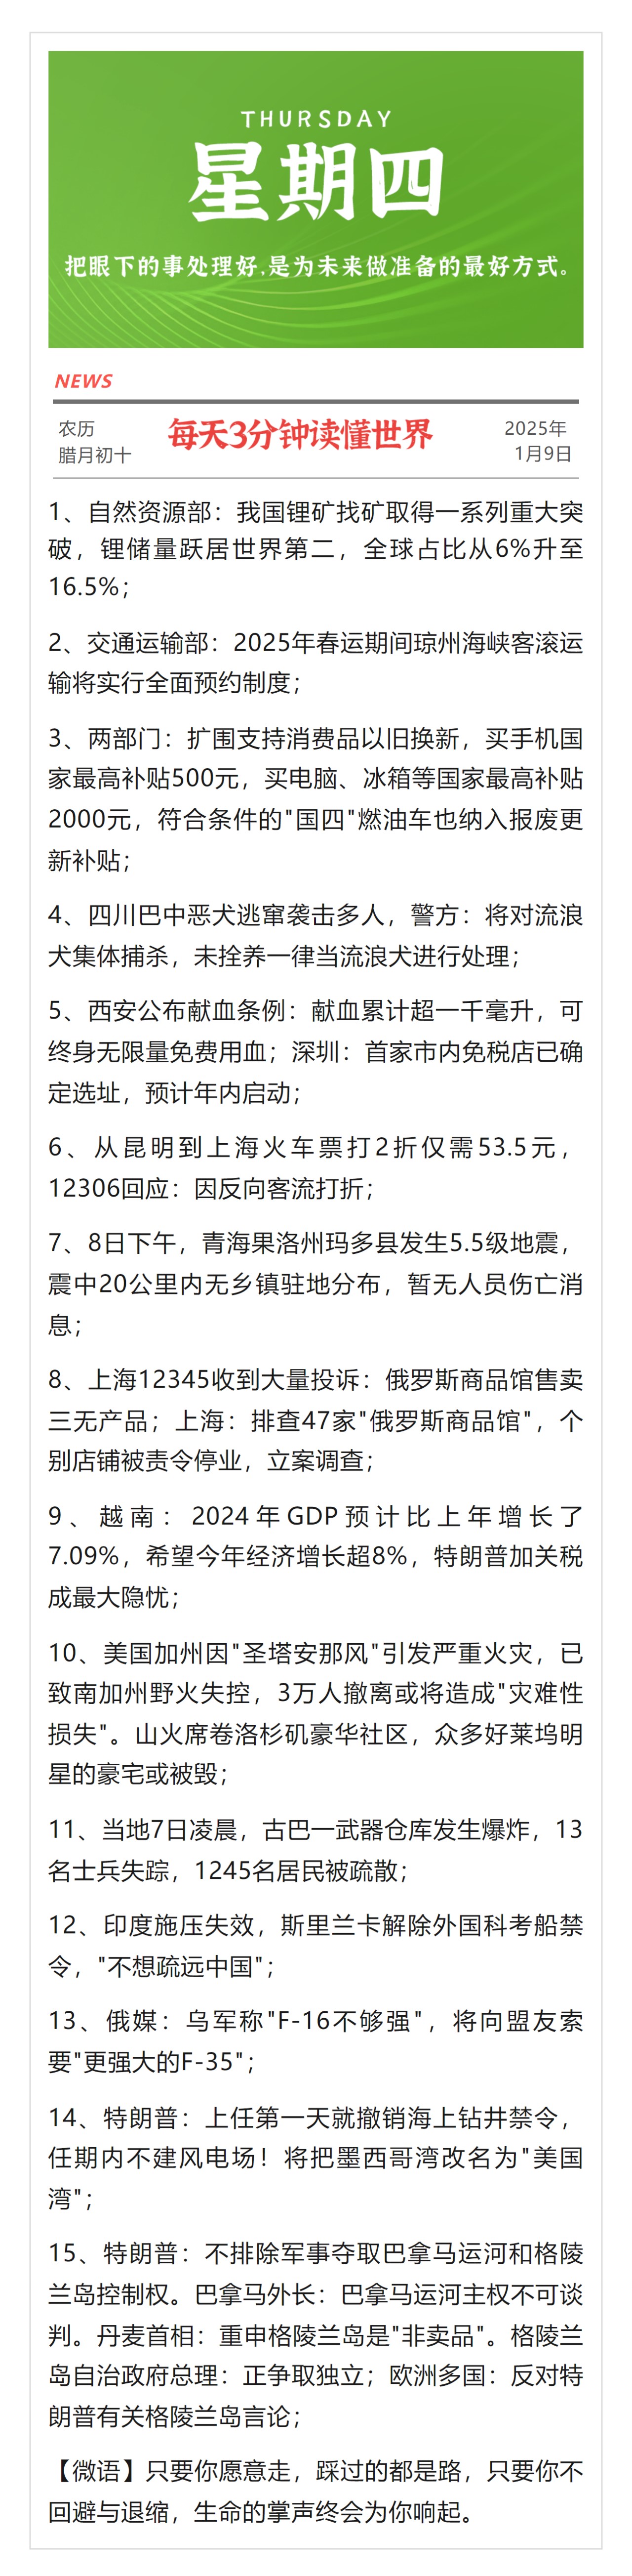 THURSDAY
星期四
把眼下的事处理好,是为未来做准备的最好方式。
NEWS
农历
腊月初十
每天3分钟读懂世界
2025年
1月9日
1、自然资源部：我国锂矿找矿取得一系列重大突
破，锂储量跃居世界第二，全球占比从6%升至
16.5%；
2、交通运输部：2025年春运期间琼州海峡客滚运
输将实行全面预约制度；
3、两部门：扩围支持消费品以旧换新，买手机国
家最高补贴500元，买电脑、冰箱等国家最高补贴
2000元，符合条件的"国四"燃油车也纳入报废更
新补贴；
4、四川巴中恶犬逃窜袭击多人，警方：将对流浪
犬集体捕杀，未拴养一律当流浪犬进行处理；
5、西安公布献血条例：献血累计超一千毫升，可
终身无限量免费用血；深圳：首家市内免税店已确
定选址，预计年内启动；
6、从昆明到上海火车票打2折仅需53.5元，
12306回应：因反向客流打折；
7、8日下午，青海果洛州玛多县发生5.5级地震，
震中20公里内无乡镇驻地分布，暂无人员伤亡消
息；
8、上海12345收到大量投诉：俄罗斯商品馆售卖
三无产品；上海：排查47家"俄罗斯商品馆"，个
别店铺被责令停业，立案调查；
9、越南：2024年GDP预计比上年增长了
7.09%，希望今年经济增长超8%，特朗普加关税
成最大隐忧；
10、美国加州因"圣塔安那风"引发严重火灾，已
致南加州野火失控，3万人撤离或将造成"灾难性
损失"。山火席卷洛杉矶豪华社区，众多好莱坞明
星的豪宅或被毁；
11、当地7日凌晨，古巴一武器仓库发生爆炸，13
名士兵失踪，1245名居民被疏散；
12、印度施压失效，斯里兰卡解除外国科考船禁
令，"不想疏远中国"；
13、俄媒：乌军称"F-16不够强"，将向盟友索
要"更强大的F-35"；
14、特朗普：上任第一天就撤销海上钻井禁令，
任期内不建风电场！将把墨西哥湾改名为"美国
湾"；
15、特朗普：不排除军事夺取巴拿马运河和格陵
兰岛控制权。巴拿马外长：巴拿马运河主权不可谈
判。丹麦首相：重申格陵兰岛是"非卖品"。格陵兰
岛自治政府总理：正争取独立；欧洲多国：反对特
朗普有关格陵兰岛言论；
【微语】只要你愿意走，踩过的都是路，只要你不
回避与退缩，生命的掌声终会为你响起。